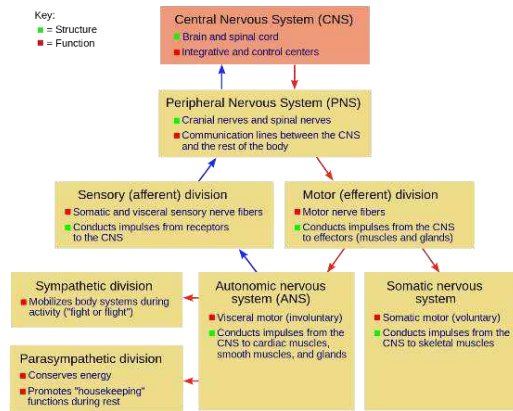 Key:
= Structure
= Function
Central Nervous System (CNS)
Brain and spinal cord
Integrative and control centers
Peripheral Nervous System (PNS)
Cranial nerves and spinal nerves
Communication lines between the CNS
and the rest of the body
Sensory (afferent) division
Somatic and visceral sensory nerve fibers
Conducts impulses from receptors
to the CNS
Motor (efferent) division
Motor nerve fibers
Conducts impulses from the CNS
to effectors (muscles and glands)
Sympathetic division
Mobilizes body systems during
activity ("fight or flight")
Autonomic nervous
system (ANS)
Visceral motor (involuntary)
Conducts impulses from the
CNS to cardiac muscles,
smooth muscles, and glands
Somatic nervous
system
Somatic motor (voluntary)
Conducts impulses from the
CNS to skeletal muscles
Parasympathetic division
Conserves energy
Promotes "housekeeping"
functions during rest